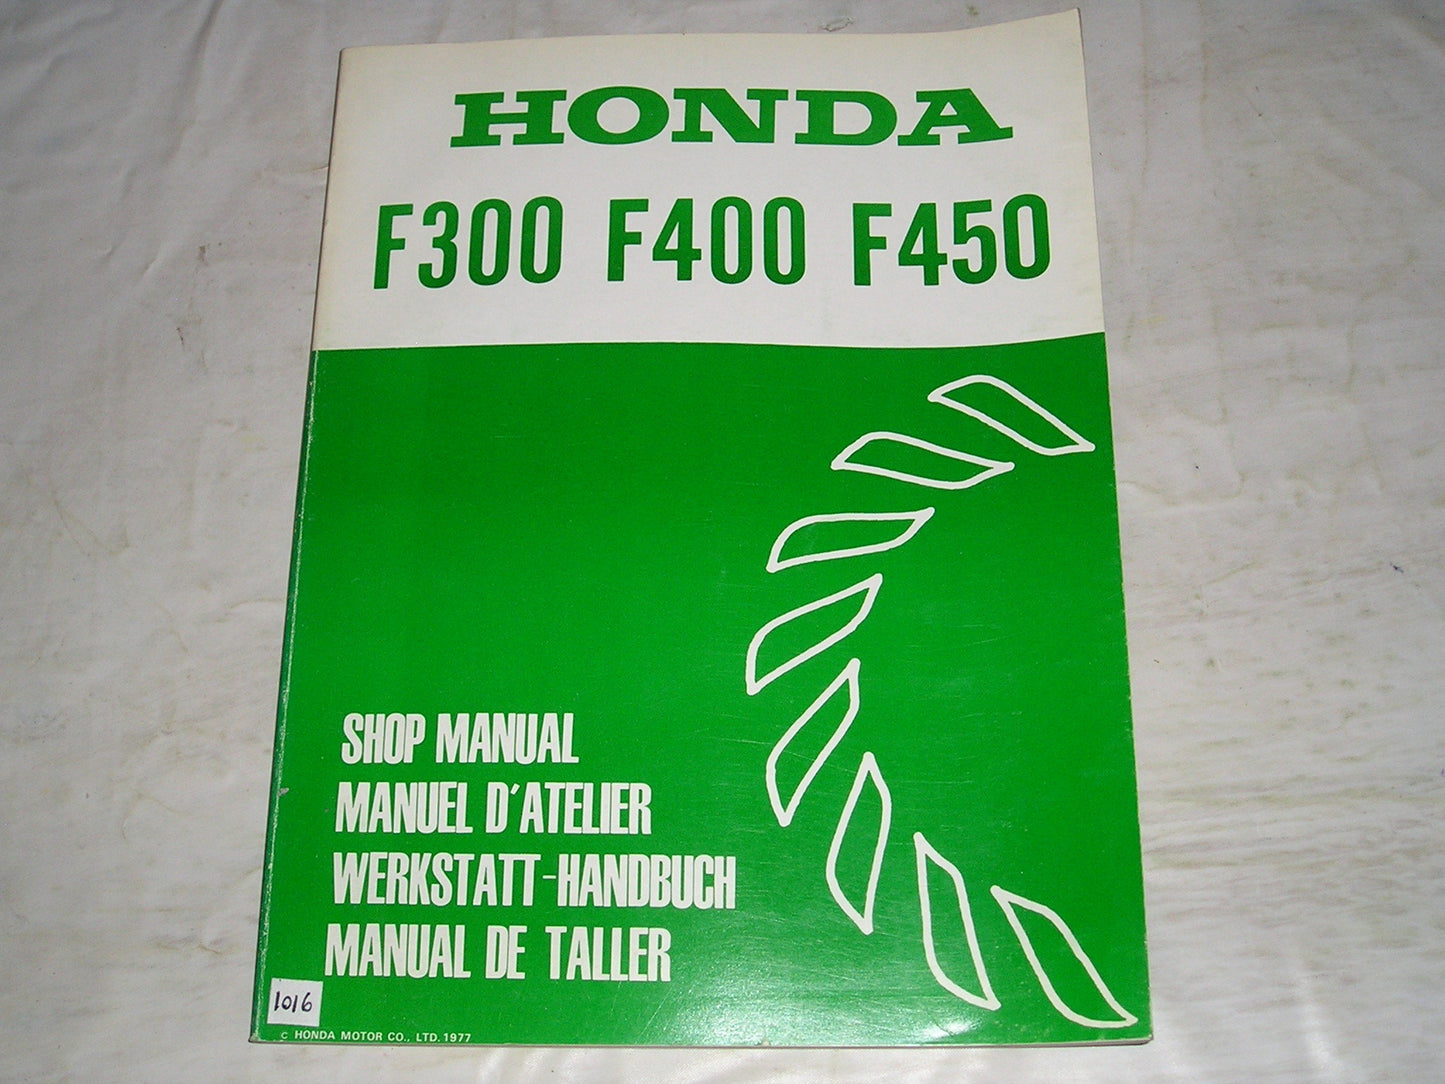 HONDA
F300 F400 F450
SHOP MANUAL
MANUEL D'ATELIER
WERKSTATT-HANDBUCH
MANUAL DE TALLER
1016
C HONDA MOTOR CO., LTD. 1977